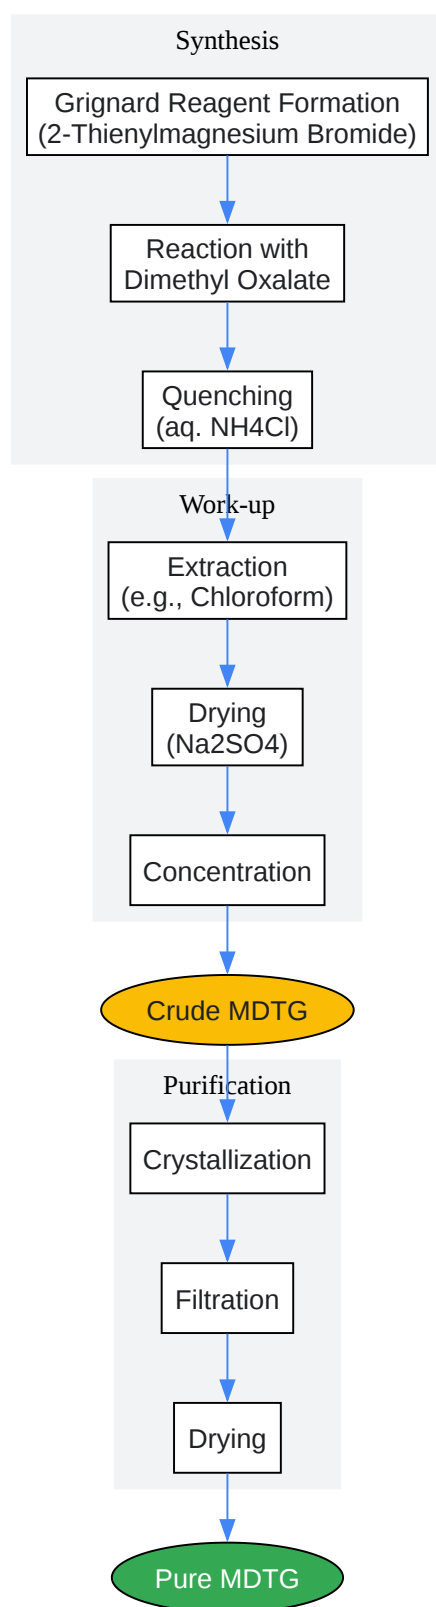 Synthesis
Grignard Reagent Formation
(2-Thienylmagnesium Bromide)
Reaction with
Dimethyl Oxalate
Quenching
(aq. NH4Cl)
Work-up
Extraction
(e.g., Chloroform)
Drying
(Na2SO4)
Concentration
Crude MDTG
Purification
Crystallization
Filtration
Drying
Pure MDTG